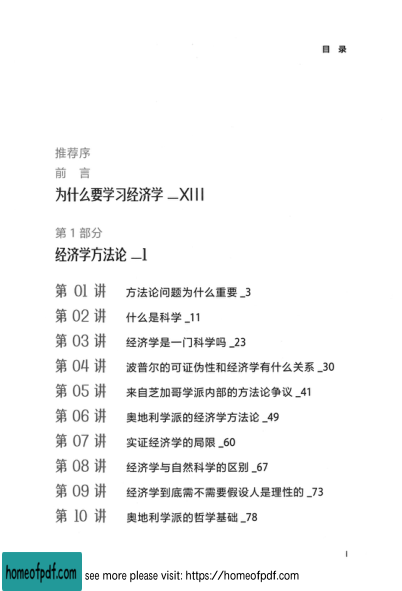 目 录
推荐序
前 言
为什么要学习经济学 _XIII
第 1 部分
经济学方法论 _1
第 01 讲 方法论问题为什么重要 _3
第 02 讲 什么是科学 _11
第 03 讲 经济学是一门科学吗 _23
第 04 讲 波普尔的可证伪性和经济学有什么关系 _30
第 05 讲 来自芝加哥学派内部的方法论争议 _41
第 06 讲 奥地利学派的经济学方法论 _49
第 07 讲 实证经济学的局限 _60
第 08 讲 经济学与自然科学的区别 _67
第 09 讲 经济学到底需不需要假设人是理性的 _73
第 10 讲 奥地利学派的哲学基础 _78
I
homeofpdf.com see more please visit: https://homeofpdf.com